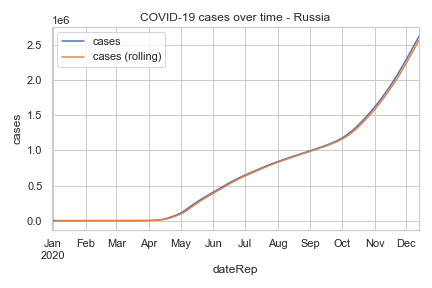 COVID-19 cases over time - Russia
1e6
cases
cases (rolling)
2.5
2.0
1.5
1.0
0.5
0.0
cases
Jan Feb Mar Apr May Jun Jul Aug Sep Oct Nov Dec
2020
dateRep